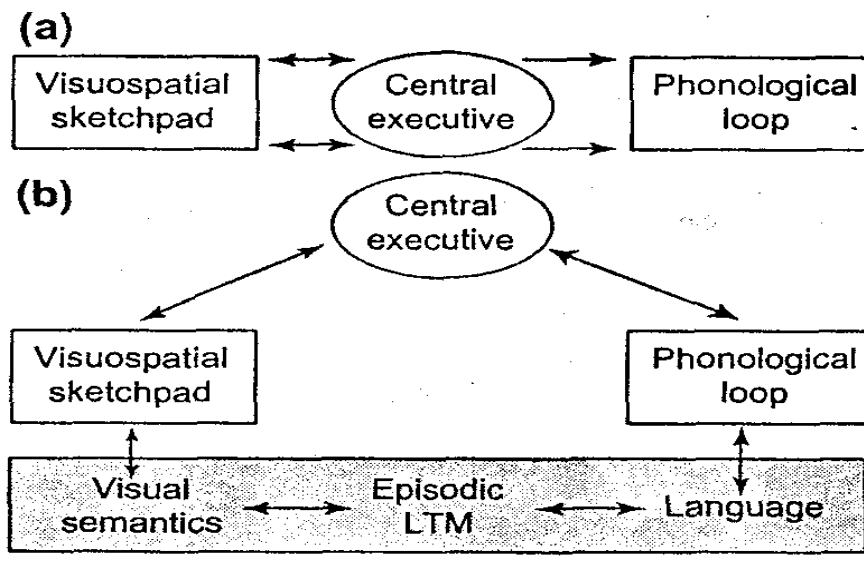 (a)
Visuospatial
sketchpad
Central
executive
Phonological
loop
(b)
Central
executive
Visuospatial
sketchpad
Phonological
loop
Visual
semantics
Episodic
LTM
Language